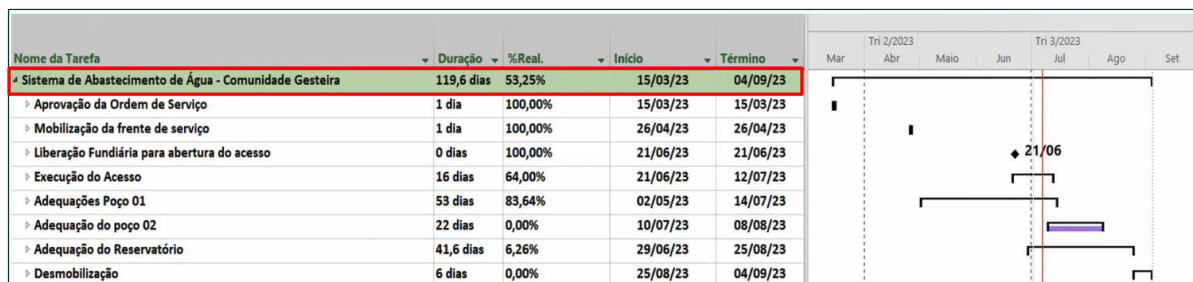 Tri 2/2023 Tri 3/2023
Nome da Tarefa Duração %Real. Início Término Mar Abr Maio Jun Jul Ago Set
Sistema de Abastecimento de Água - Comunidade Gesteira 119,6 dias 53,25% 15/03/23 04/09/23
Aprovação da Ordem de Serviço 1 dia 100,00% 15/03/23 15/03/23
Mobilização da frente de serviço 1 dia 100,00% 26/04/23 26/04/23
Liberação Fundiária para abertura do acesso 0 dias 100,00% 21/06/23 21/06/23 21/06
Execução do Acesso 16 dias 64,00% 21/06/23 12/07/23
Adequações Poço 01 53 dias 83,64% 02/05/23 14/07/23
Adequação do poço 02 22 dias 0,00% 10/07/23 08/08/23
Adequação do Reservatório 41,6 dias 6,26% 29/06/23 25/08/23
Desmobilização 6 dias 0,00% 25/08/23 04/09/23